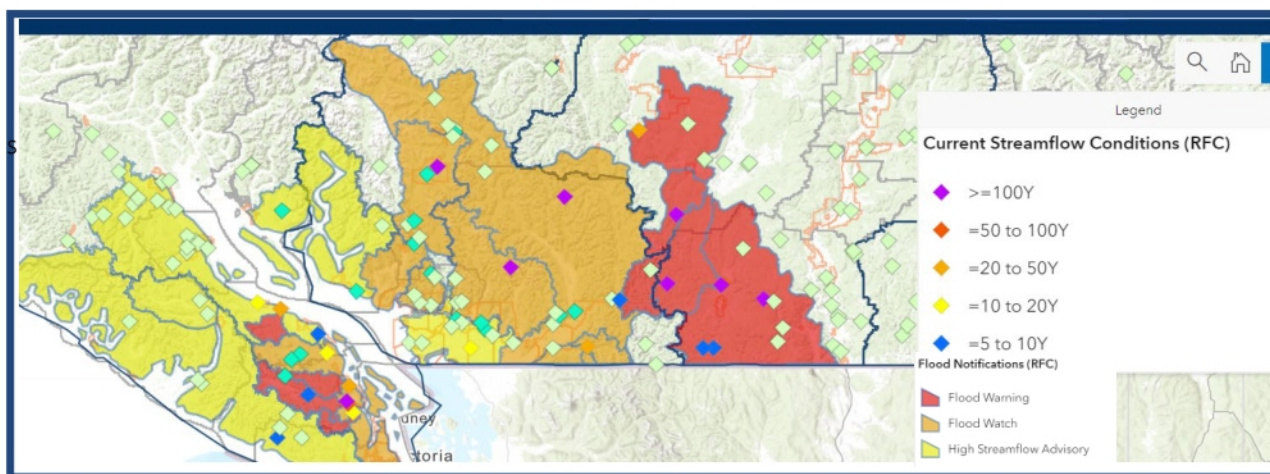 S
Legend
Current Streamflow Conditions (RFC)
>=100Y
=50 to 100Y
=20 to 50Y
=10 to 20Y
=5 to 10Y
Flood Notifications (RFC)
Flood Warning
Flood Watch
High Streamflow Advisory
uney
toria